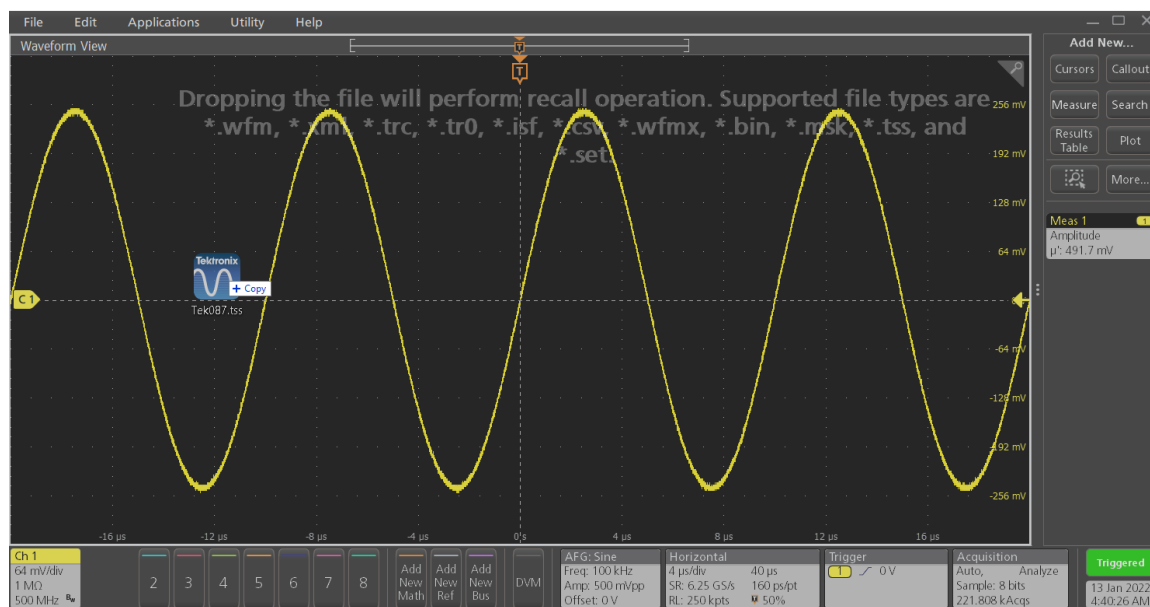 File Edit Applications Utility Help
Waveform View
T
T
Dropping the file will perform recall operation. Supported file types are
*.wfm, *.xml, *.trc, *.tr0, *.isf, *.csv, *.wfmx, *.bin, *.msk, *.tss, and
*.set.
256 mV
192 mV
128 mV
64 mV
-64 mV
-128 mV
-192 mV
-256 mV
C 1
Tektronix
+ Copy
Tek087.tss
-16 µs -12 µs -8 µs -4 µs 0 s 4 µs 8 µs 12 µs 16 µs
Add New...
Cursors Callout
Measure Search
Results
Table
Plot
More...
Meas 1 1
Amplitude
µ': 491.7 mV
Ch 1
64 mV/div
1 MΩ
500 MHz Bw
2 3 4 5 6 7 8
Add
New
Math
Add
New
Ref
Add
New
Bus
DVM
AFG: Sine
Freq: 100 kHz
Amp: 500 mVpp
Offset: 0 V
Horizontal
4 µs/div 40 µs
SR: 6.25 GS/s 160 ps/pt
RL: 250 kpts 50%
Trigger
1 0 V
Acquisition
Auto, Analyze
Sample: 8 bits
221.808 kAcqs
Triggered
13 Jan 2022
4:40:26 AM